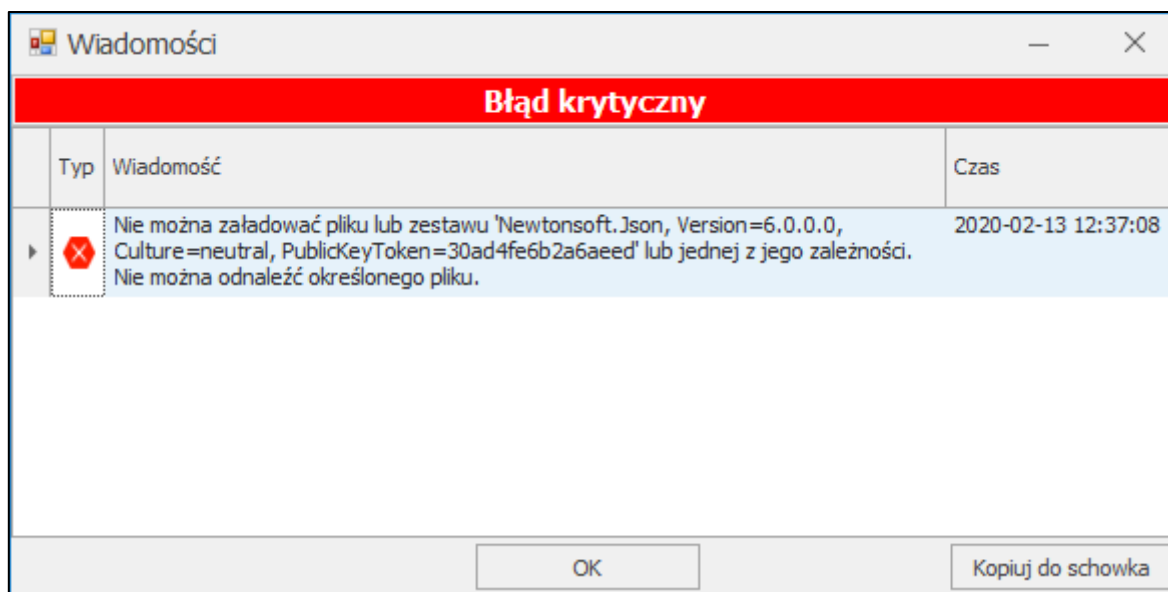 Wiadomości
Błąd krytyczny
Typ Wiadomość Czas
Nie można załadować pliku lub zestawu 'Newtonsoft.Json, Version=6.0.0.0, 2020-02-13 12:37:08
Culture=neutral, PublicKeyToken=30ad4fe6b2a6aeed' lub jednej z jego zależności.
Nie można odnaleźć określonego pliku.
OK Kopiuj do schowka